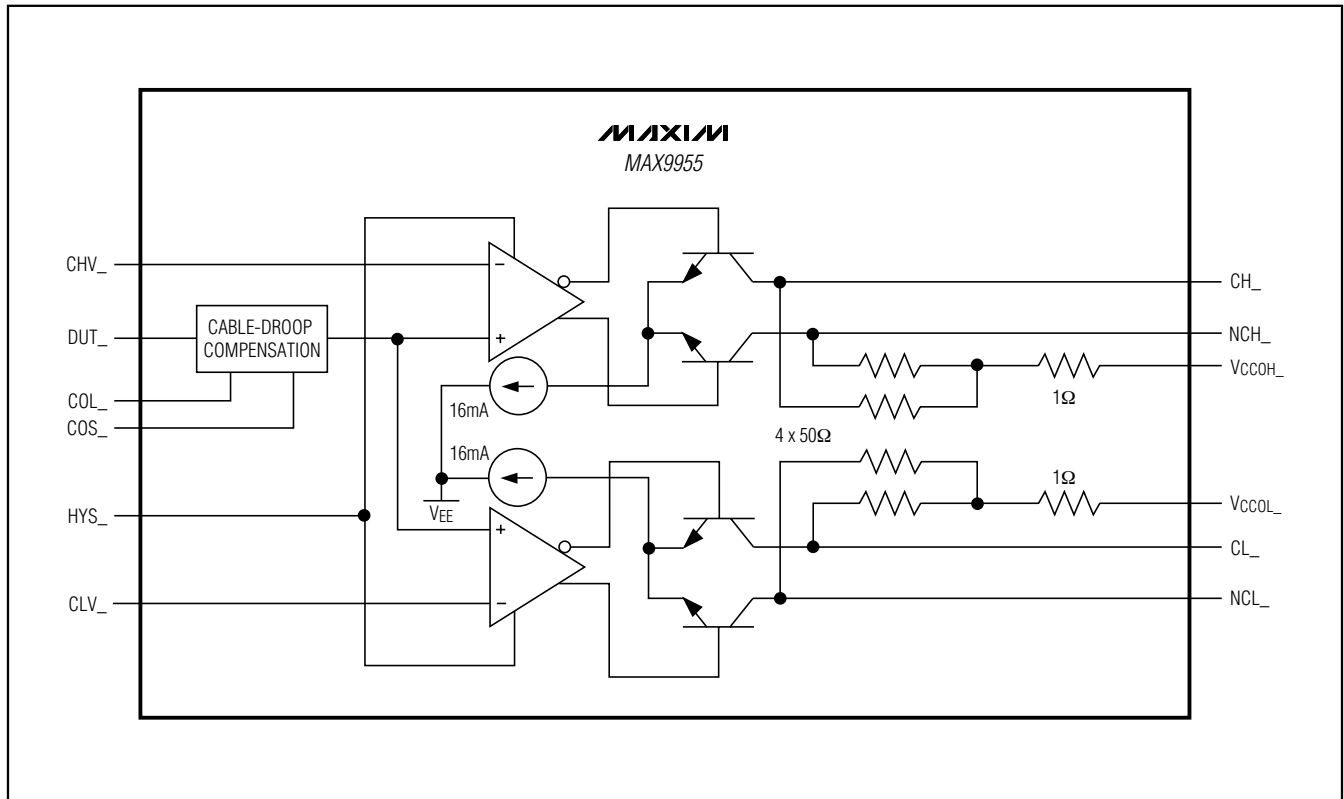 MAXIM
MAX9955
CHV_
DUT_
COL_
COS_
HYS_
CLV_
CABLE-DROOP
COMPENSATION
−
+
16mA
16mA
VEE
+
−
4 x 50Ω
1Ω
1Ω
CH_
NCH_
VCCOH_
VCCOL_
CL_
NCL_